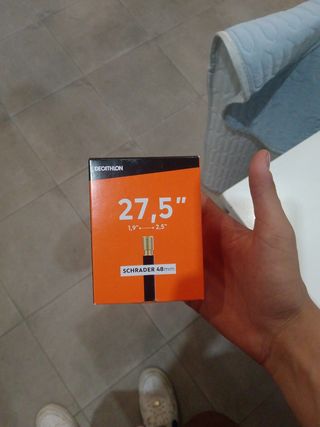 DECATHLON
27,5"
1,9" 2,5"
SCHRADER 48mm